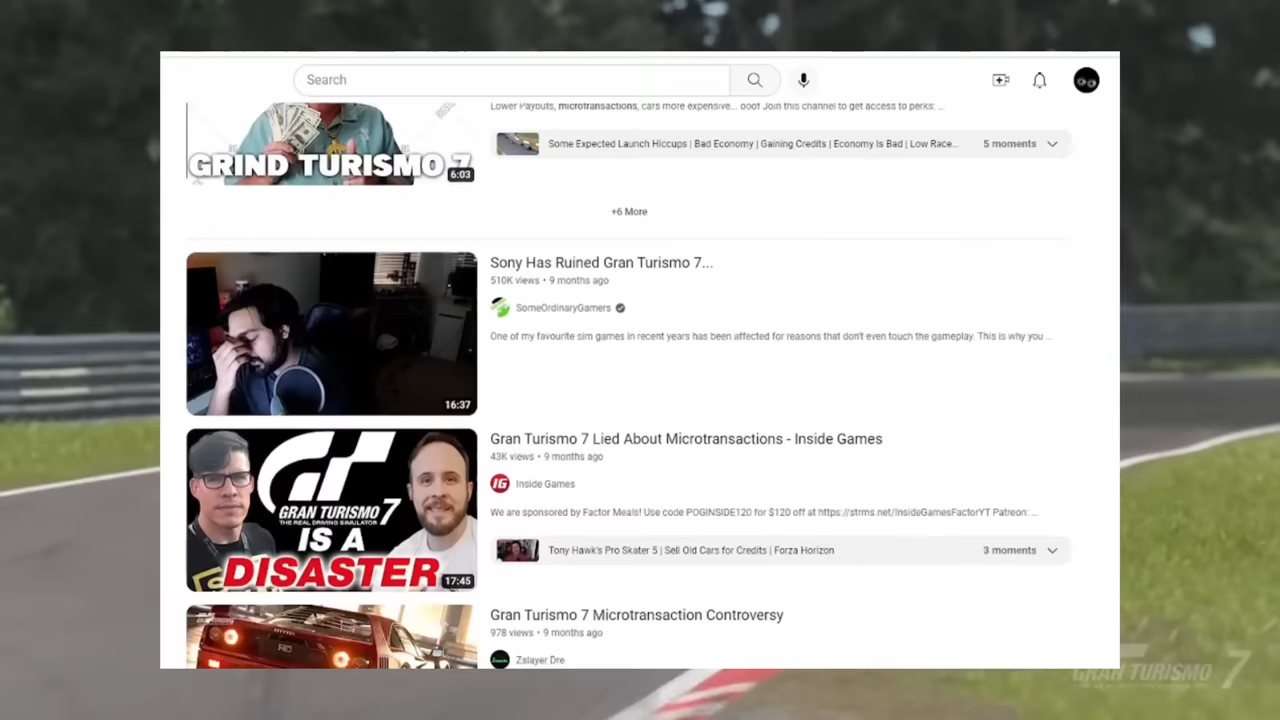 Search
Lower Payouts, microtransactions, cars more expensive... ooof Join this channel to get access to perks: ...
GRIND TURISMO 7
6:03
Some Expected Launch Hiccups | Bad Economy | Gaining Credits | Economy Is Bad | Low Race...
5 moments
+6 More
Sony Has Ruined Gran Turismo 7...
510K views • 9 months ago
SomeOrdinaryGamers
One of my favourite sim games in recent years has been affected for reasons that don't even touch the gameplay. This is why you ...
16:37
Gran Turismo 7 Lied About Microtransactions - Inside Games
43K views • 9 months ago
IG Inside Games
We are sponsored by Factor Meals! Use code POGINSIDE120 for $120 off at https://strms.net/InsideGamesFactorYT Patreon: ...
GT
GRAN TURISMO 7
THE REAL DRIVING SIMULATOR
IS A
DISASTER
17:45
Tony Hawk's Pro Skater 5 | Sell Old Cars for Credits | Forza Horizon
3 moments
Gran Turismo 7 Microtransaction Controversy
978 views • 9 months ago
Zslayer Dre
GRAN TURISMO 7